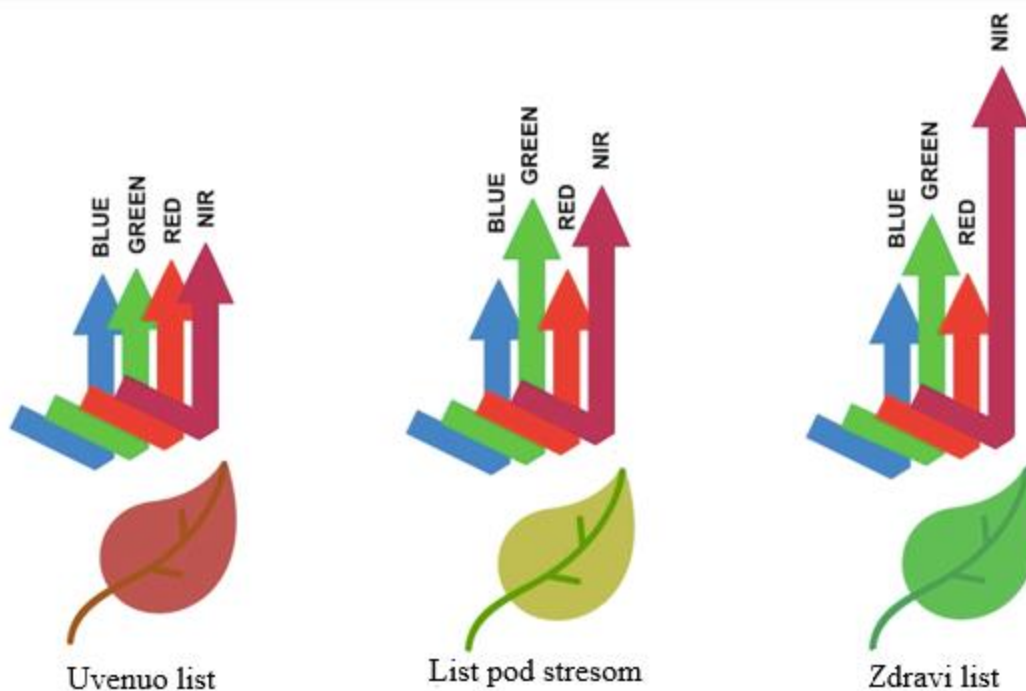 BLUE
GREEN
RED
NIR
Uvenuo list
BLUE
GREEN
RED
NIR
List pod stresom
BLUE
GREEN
RED
NIR
Zdravi list